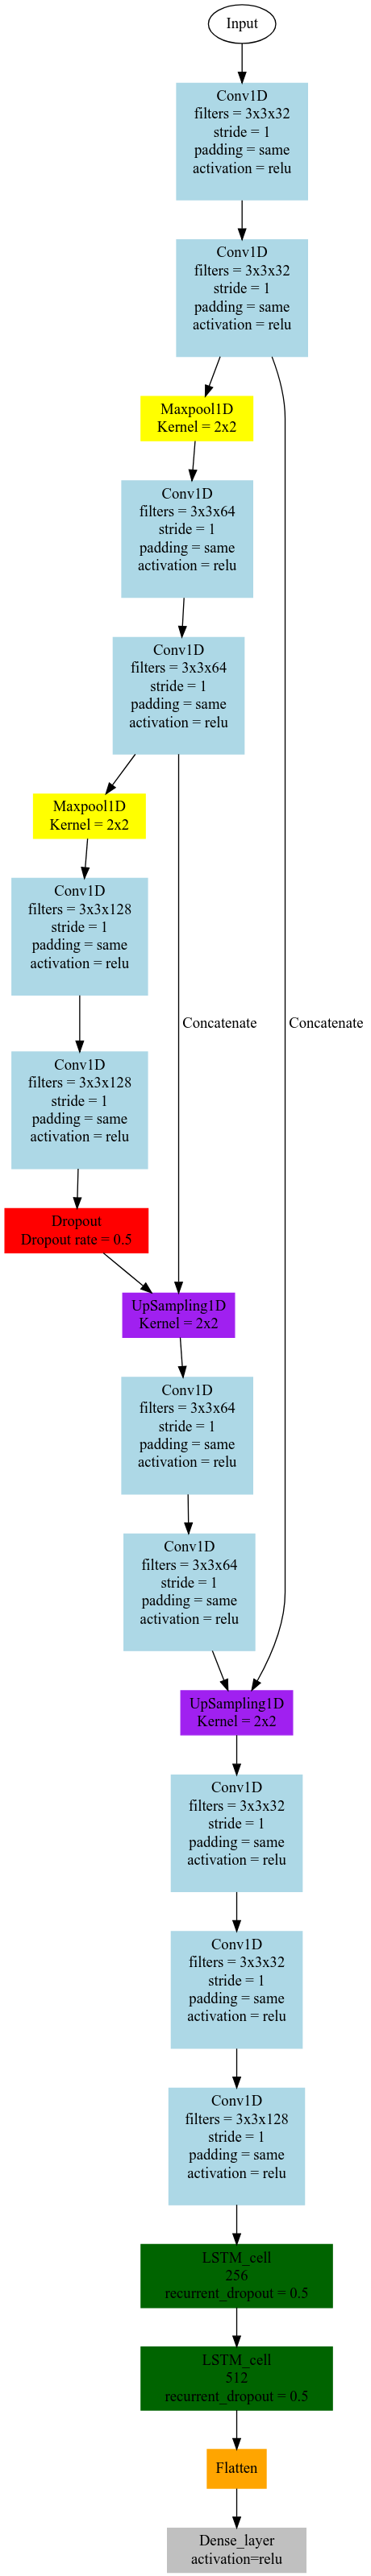 Input
Conv1D
filters = 3x3x32
stride = 1
padding = same
activation = relu
Conv1D
filters = 3x3x32
stride = 1
padding = same
activation = relu
Maxpool1D
Kernel = 2x2
Conv1D
filters = 3x3x64
stride = 1
padding = same
activation = relu
Conv1D
filters = 3x3x64
stride = 1
padding = same
activation = relu
Maxpool1D
Kernel = 2x2
Conv1D
filters = 3x3x128
stride = 1
padding = same
activation = relu
Concatenate
Concatenate
Conv1D
filters = 3x3x128
stride = 1
padding = same
activation = relu
Dropout
Dropout rate = 0.5
UpSampling1D
Kernel = 2x2
Conv1D
filters = 3x3x64
stride = 1
padding = same
activation = relu
Conv1D
filters = 3x3x64
stride = 1
padding = same
activation = relu
UpSampling1D
Kernel = 2x2
Conv1D
filters = 3x3x32
stride = 1
padding = same
activation = relu
Conv1D
filters = 3x3x32
stride = 1
padding = same
activation = relu
Conv1D
filters = 3x3x128
stride = 1
padding = same
activation = relu
LSTM_cell
256
recurrent_dropout = 0.5
LSTM_cell
512
recurrent_dropout = 0.5
Flatten
Dense_layer
activation=relu